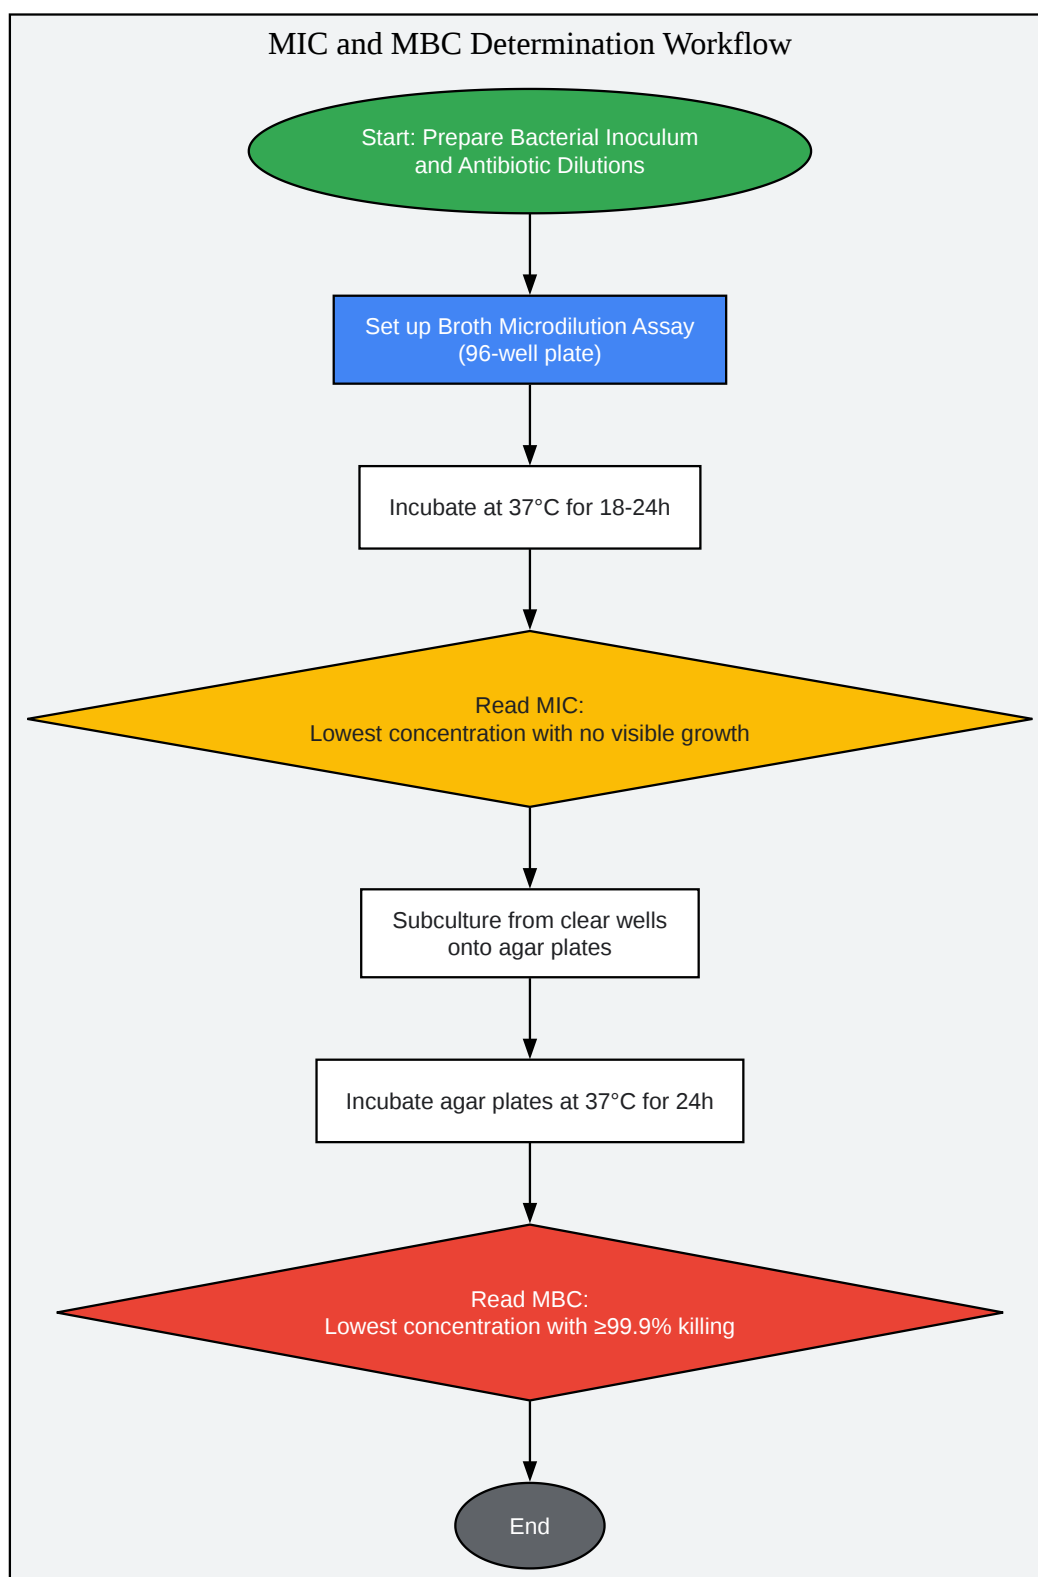 MIC and MBC Determination Workflow
Start: Prepare Bacterial Inoculum
and Antibiotic Dilutions
Set up Broth Microdilution Assay
(96-well plate)
Incubate at 37°C for 18-24h
Read MIC:
Lowest concentration with no visible growth
Subculture from clear wells
onto agar plates
Incubate agar plates at 37°C for 24h
Read MBC:
Lowest concentration with ≥99.9% killing
End